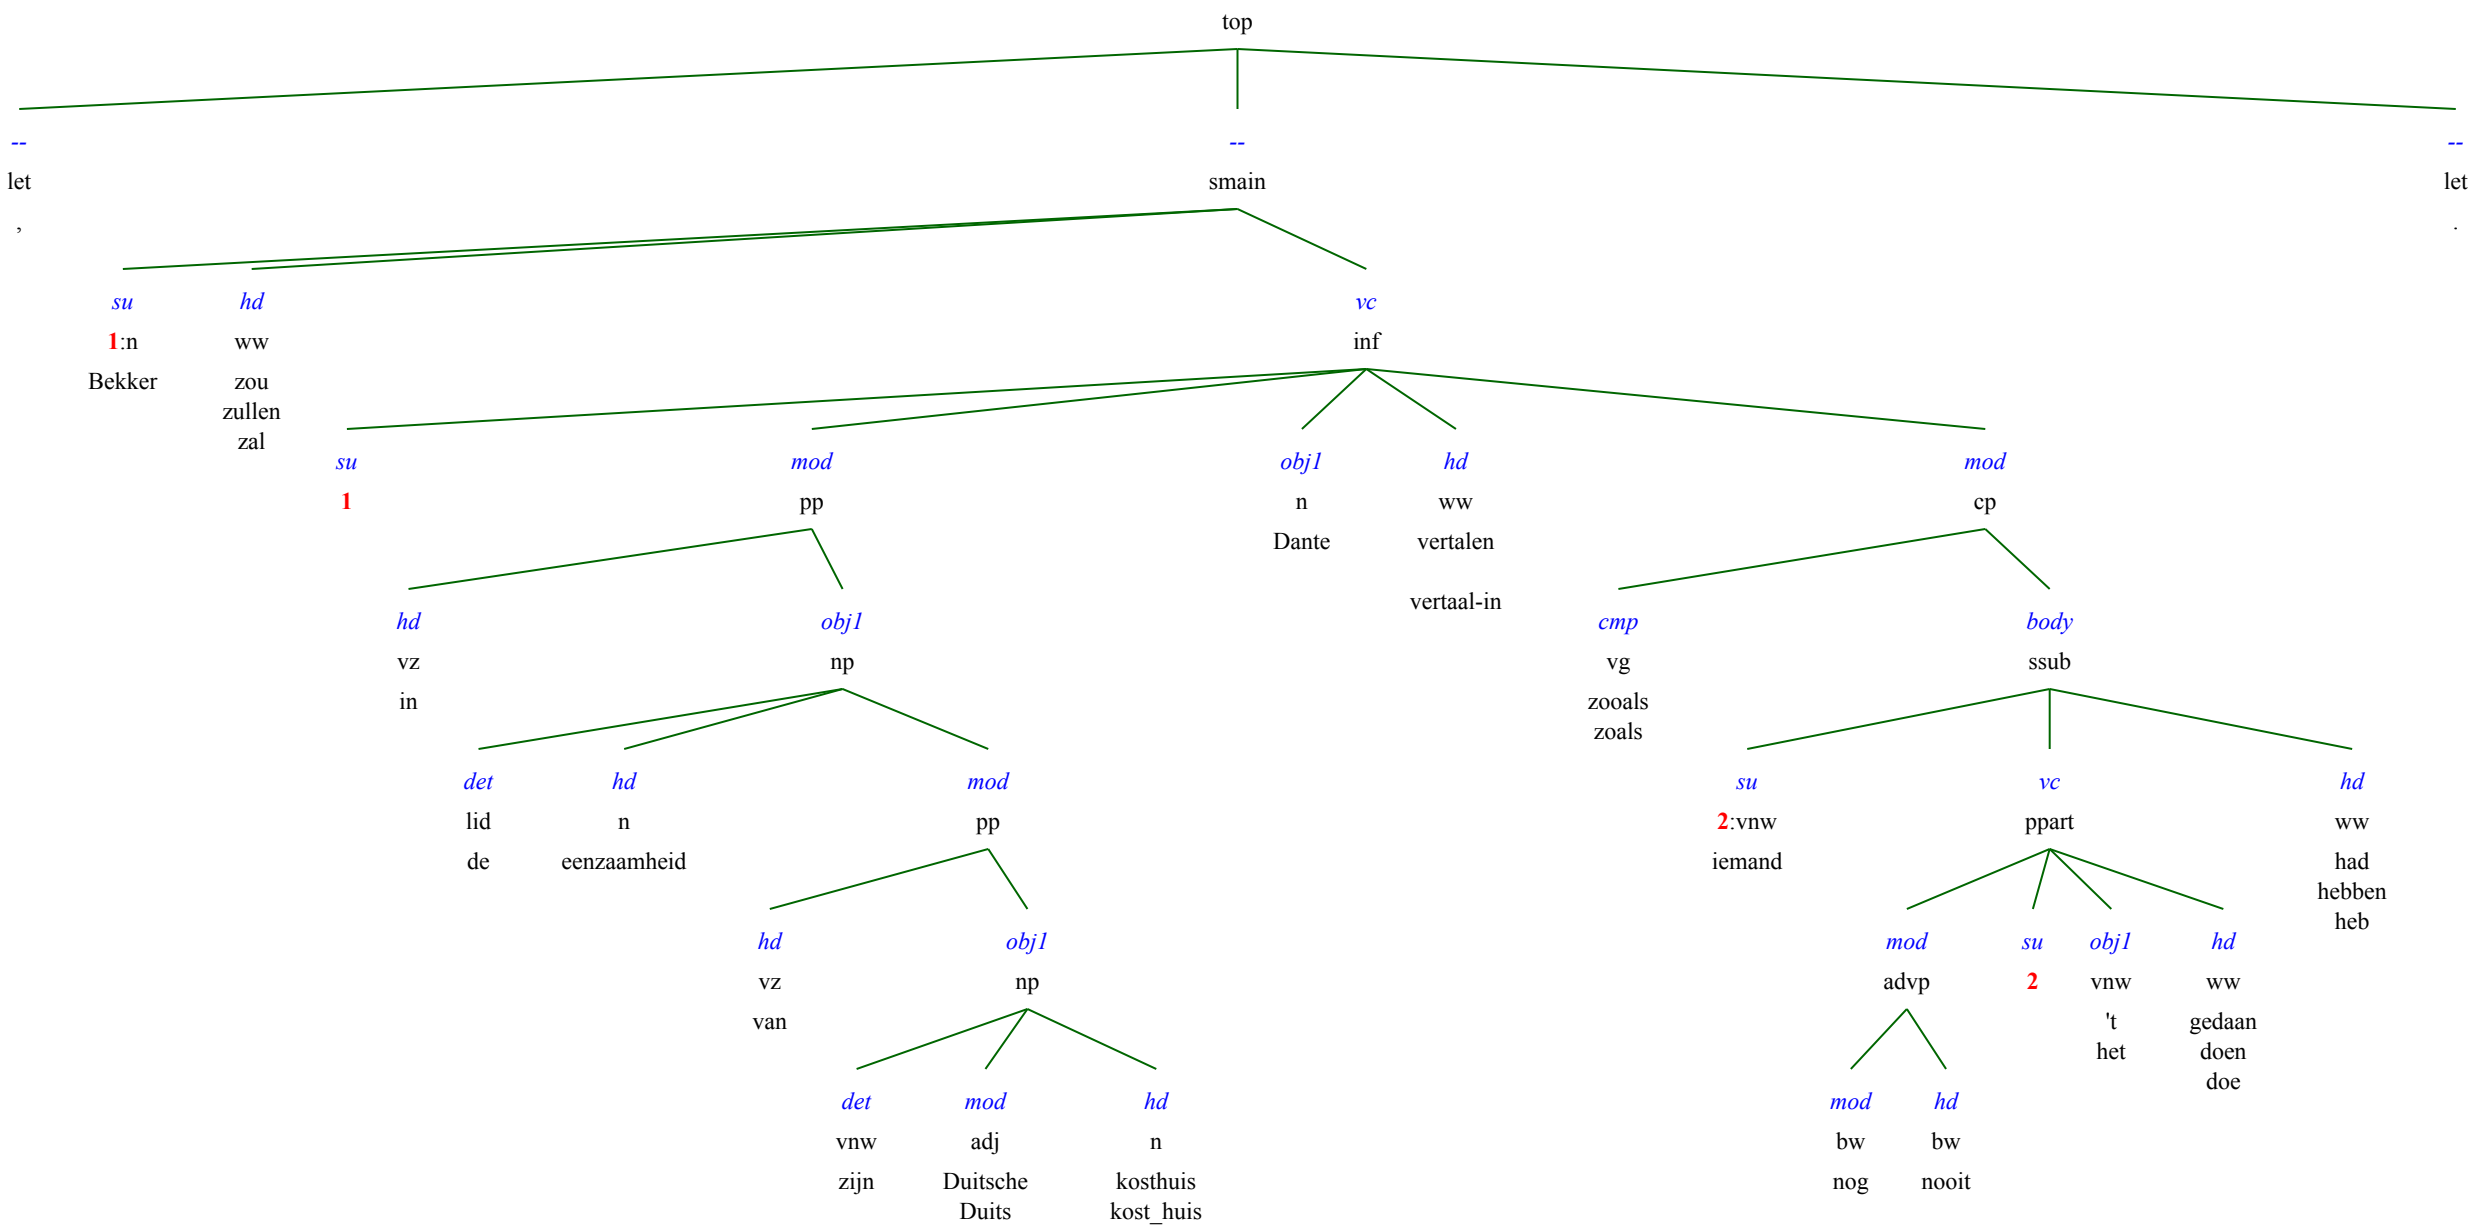 top
-- -- --
let smain let
, .
su hd vc
1:n ww inf
Bekker zou
zullen
zal
su mod obj1 hd mod
1 pp n ww cp
Dante vertalen
vertaal-in
hd obj1 cmp body
vz np vg ssub
in zooals
zoals
det hd mod su vc hd
lid n pp 2:vnw ppart ww
de eenzaamheid iemand had
hebben
heb
hd obj1 mod su obj1 hd
vz np advp 2 vnw ww
van 't gedaan
het doen
doe
det mod hd mod hd
vnw adj n bw bw
zijn Duitsche kosthuis nog nooit
Duits kost_huis